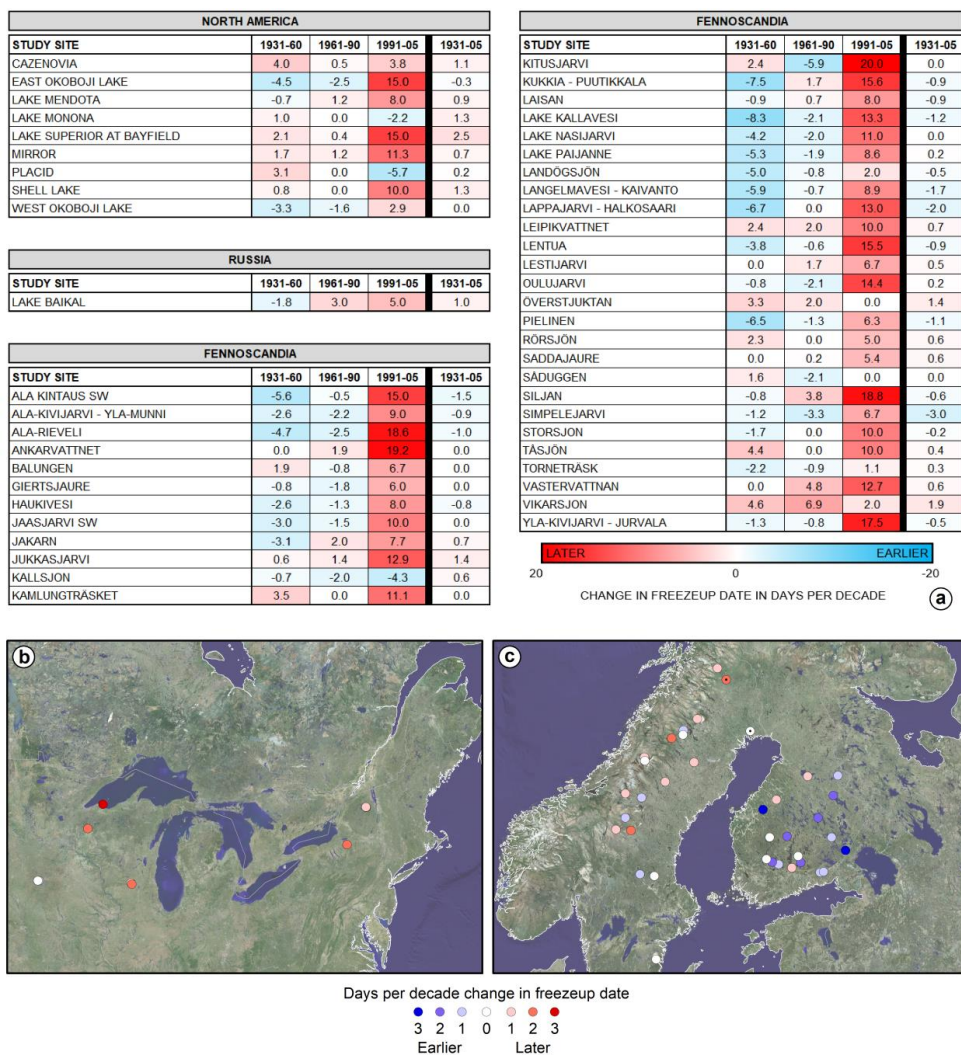 NORTH AMERICA
STUDY SITE 1931-60 1961-90 1991-05 1931-05
CAZENOVIA 4.0 0.5 3.8 1.1
EAST OKOBOJI LAKE -4.5 -2.5 15.0 -0.3
LAKE MENDOTA -0.7 1.2 8.0 0.9
LAKE MONONA 1.0 0.0 -2.2 1.3
LAKE SUPERIOR AT BAYFIELD 2.1 0.4 15.0 2.5
MIRROR 1.7 1.2 11.3 0.7
PLACID 3.1 0.0 -5.7 0.2
SHELL LAKE 0.8 0.0 10.0 1.3
WEST OKOBOJI LAKE -3.3 -1.6 2.9 0.0
RUSSIA
STUDY SITE 1931-60 1961-90 1991-05 1931-05
LAKE BAIKAL -1.8 3.0 5.0 1.0
FENNOSCANDIA
STUDY SITE 1931-60 1961-90 1991-05 1931-05
ALA KINTAUS SW -5.6 -0.5 15.0 -1.5
ALA-KIVIJARVI - YLA-MUNNI -2.6 -2.2 9.0 -0.9
ALA-RIEVELI -4.7 -2.5 18.6 -1.0
ANKARVATTNET 0.0 1.9 19.2 0.0
BALUNGEN 1.9 -0.8 6.7 0.0
GIERTSJAURE -0.8 -1.8 6.0 0.0
HAUKIVESI -2.6 -1.3 8.0 -0.8
JAASJARVI SW -3.0 -1.5 10.0 0.0
JAKARN -3.1 2.0 7.7 0.7
JUKKASJARVI 0.6 1.4 12.9 1.4
KALLSJON -0.7 -2.0 -4.3 0.6
KAMLUNGTRÄSKET 3.5 0.0 11.1 0.0
FENNOSCANDIA
STUDY SITE 1931-60 1961-90 1991-05 1931-05
KITUSJARVI 2.4 -5.9 20.0 0.0
KUKKIA - PUUTIKKALA -7.5 1.7 15.6 -0.9
LAISAN -0.9 0.7 8.0 -0.9
LAKE KALLAVESI -8.3 -2.1 13.3 -1.2
LAKE NASIJARVI -4.2 -2.0 11.0 0.0
LAKE PAIJANNE -5.3 -1.9 8.6 0.2
LANDÖGSJÖN -5.0 -0.8 2.0 -0.5
LANGELMAVESI - KAIVANTO -5.9 -0.7 8.9 -1.7
LAPPAJARVI - HALKOSAARI -6.7 0.0 13.0 -2.0
LEIPIKVATTNET 2.4 2.0 10.0 0.7
LENTUA -3.8 -0.6 15.5 -0.9
LESTIJARVI 0.0 1.7 6.7 0.5
OULUJARVI -0.8 -2.1 14.4 0.2
ÖVERSTJUKTAN 3.3 2.0 0.0 1.4
PIELINEN -6.5 -1.3 6.3 -1.1
RÖRSJÖN 2.3 0.0 5.0 0.6
SADDAJAURE 0.0 0.2 5.4 0.6
SÅDUGGEN 1.6 -2.1 0.0 0.0
SILJAN -0.8 3.8 18.8 -0.6
SIMPELEJARVI -1.2 -3.3 6.7 -3.0
STORSJON -1.7 0.0 10.0 -0.2
TÅSJÖN 4.4 0.0 10.0 0.4
TORNETRÄSK -2.2 -0.9 1.1 0.3
VASTERVATTNAN 0.0 4.8 12.7 0.6
VIKARSJON 4.6 6.9 2.0 1.9
YLA-KIVIJARVI - JURVALA -1.3 -0.8 17.5 -0.5
LATER EARLIER
20 0 -20
CHANGE IN FREEZEUP DATE IN DAYS PER DECADE a
b
c
Days per decade change in freezeup date
3 2 1 0 1 2 3
Earlier Later